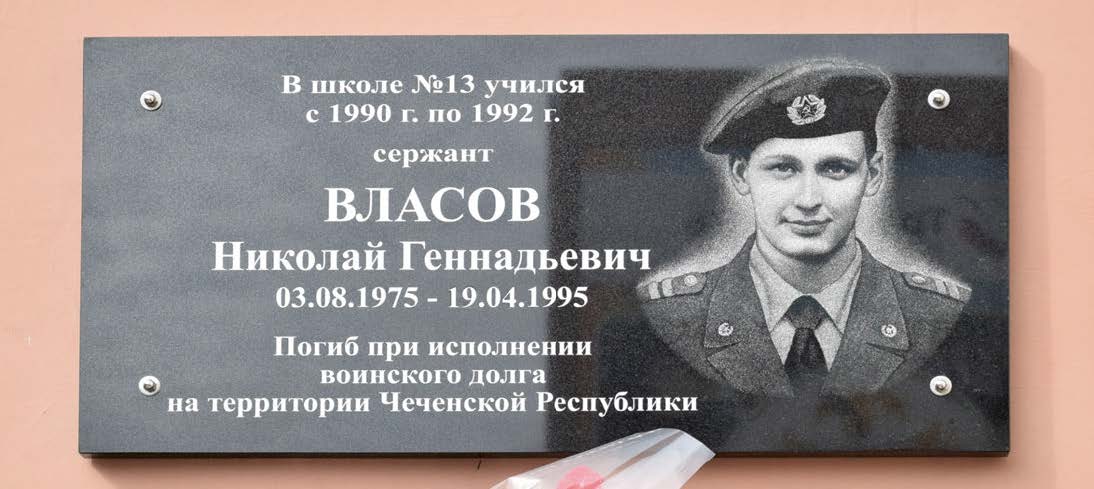 В школе №13 учился
с 1990 г. по 1992 г.
сержант
ВЛАСОВ
Николай Геннадьевич
03.08.1975 - 19.04.1995
Погиб при исполнении
воинского долга
на территории Чеченской Республики